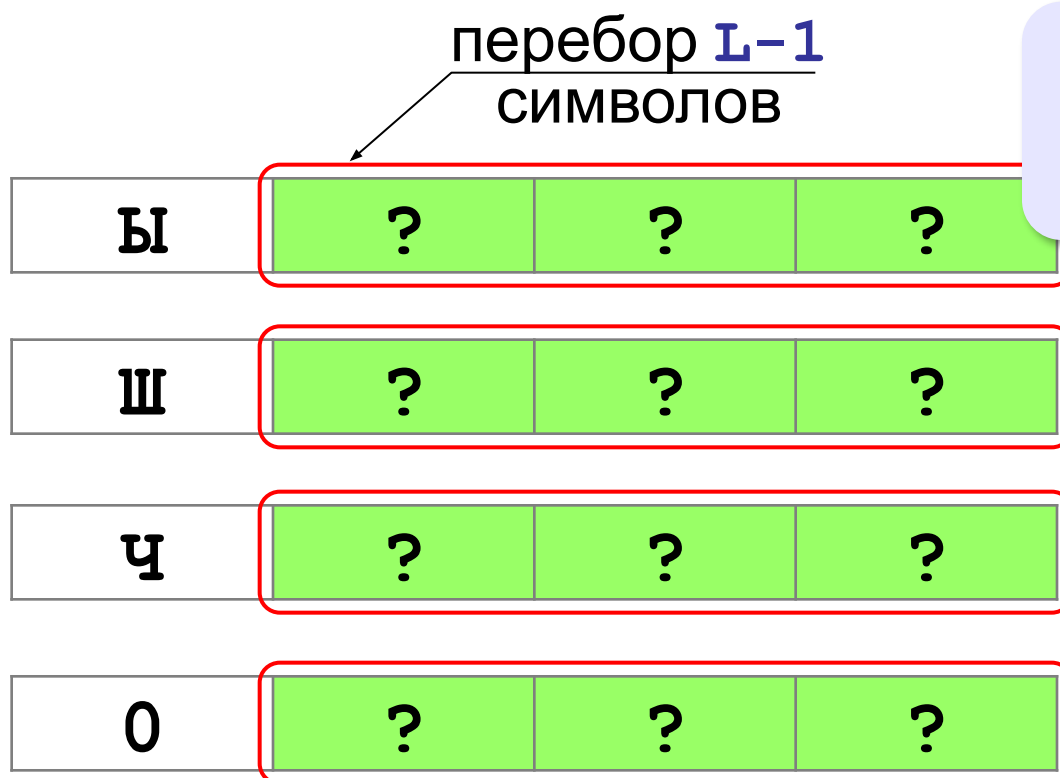 перебор L-1
символов
Ы ? ? ?
Ш ? ? ?
Ч ? ? ?
О ? ? ?